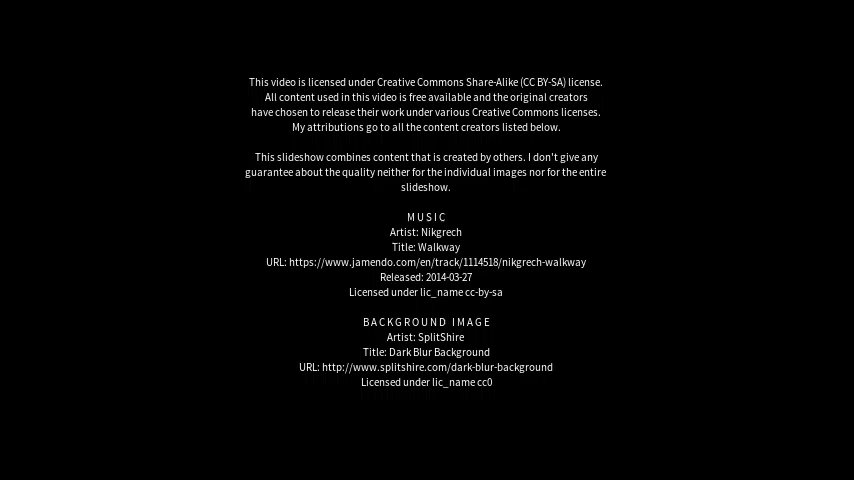 This video is licensed under Creative Commons Share-Alike (CC BY-SA) license.
All content used in this video is free available and the original creators
have chosen to release their work under various Creative Commons licenses.
My attributions go to all the content creators listed below.
This slideshow combines content that is created by others. I don't give any
guarantee about the quality neither for the individual images nor for the entire
slideshow.
MUSIC
Artist: Nikgrech
Title: Walkway
URL: https://www.jamendo.com/en/track/1114518/nikgrech-walkway
Released: 2014-03-27
Licensed under lic_name cc-by-sa
BACKGROUND IMAGE
Artist: SplitShire
Title: Dark Blur Background
URL: http://www.splitshire.com/dark-blur-background
Licensed under lic_name cc0